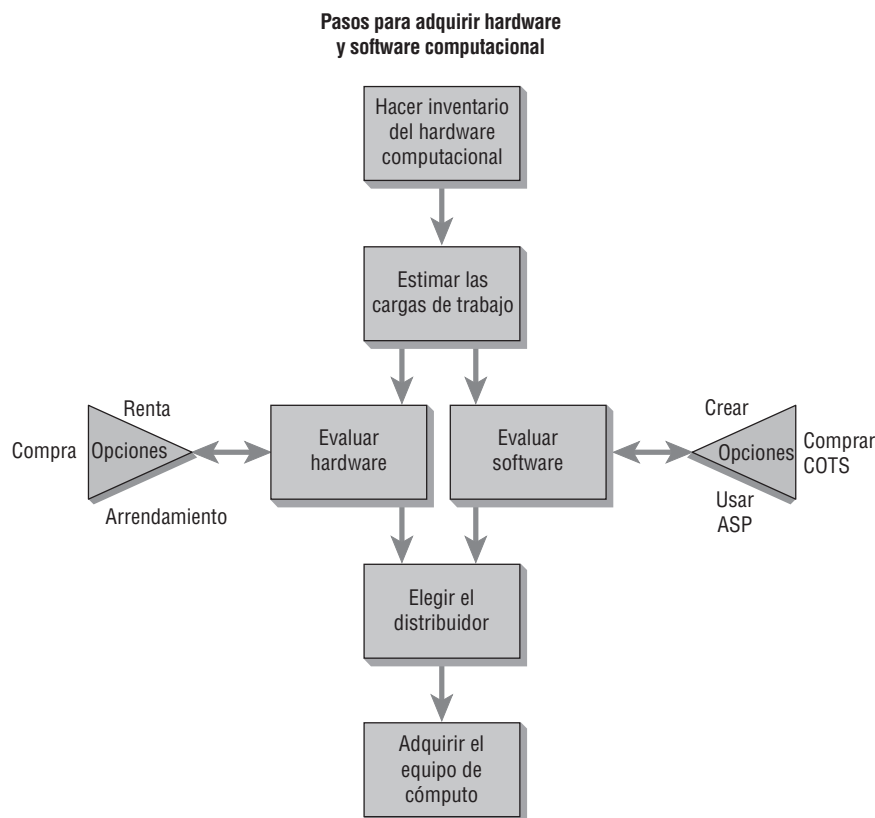 Pasos para adquirir hardware
y software computacional
Hacer inventario
del hardware
computacional
Estimar las
cargas de trabajo
Renta
Compra
Opciones
Arrendamiento
Evaluar
hardware
Evaluar
software
Crear
Opciones
Comprar
COTS
Usar
ASP
Elegir el
distribuidor
Adquirir el
equipo de
cómputo